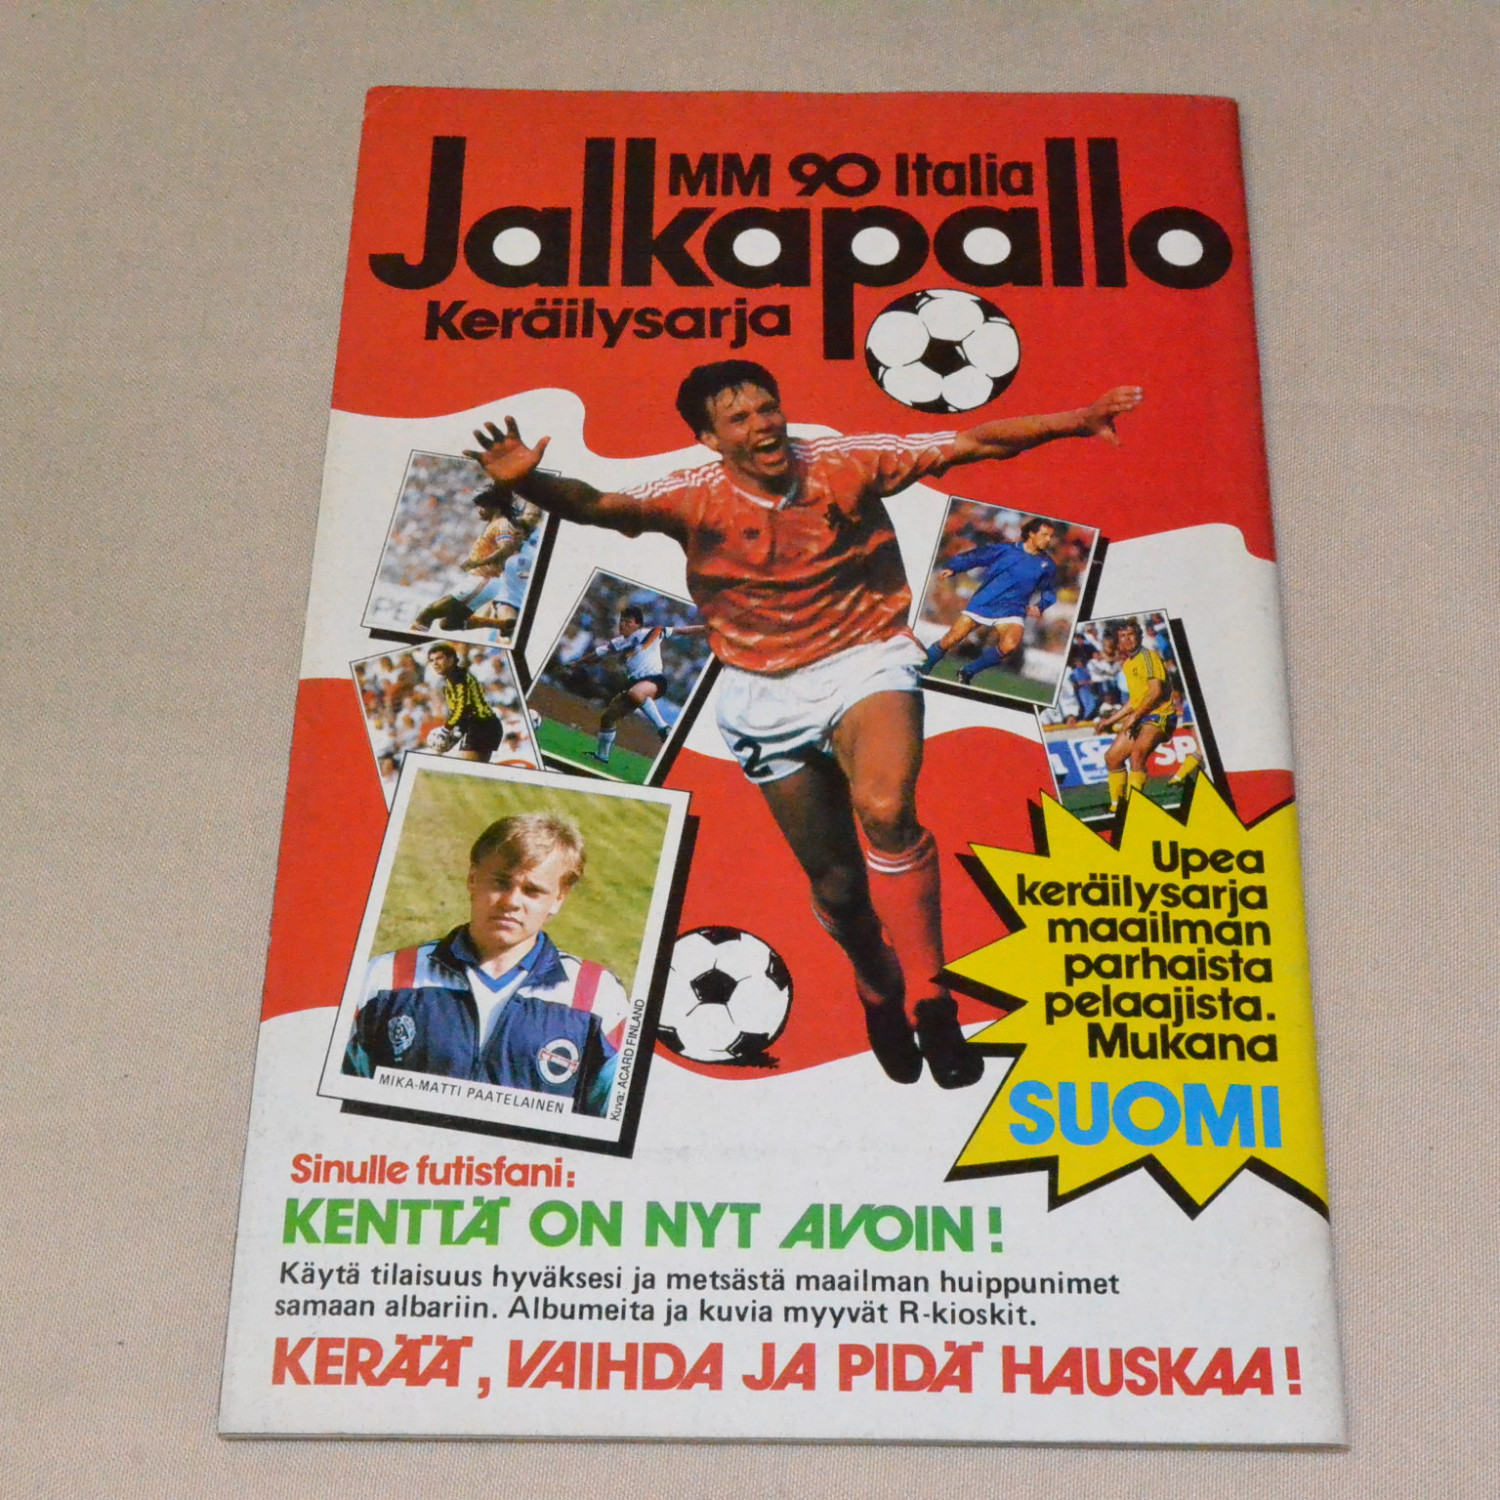 MM 90 Italia
Jalkapallo
Keräilysarja
2
Upea
keräilysarja
maailman
parhaista
pelaajista.
Mukana
SUOMI
MIKA-MATTI PAATELAINEN
Kuva: ACARD FINLAND
Sinulle futisfani:
KENTTÄ ON NYT AVOIN!
Käytä tilaisuus hyväksesi ja metsästä maailman huippunimet
samaan albariin. Albumeita ja kuvia myyvät R-kioskit.
KERÄÄ, VAIHDA JA PIDÄ HAUSKAA!